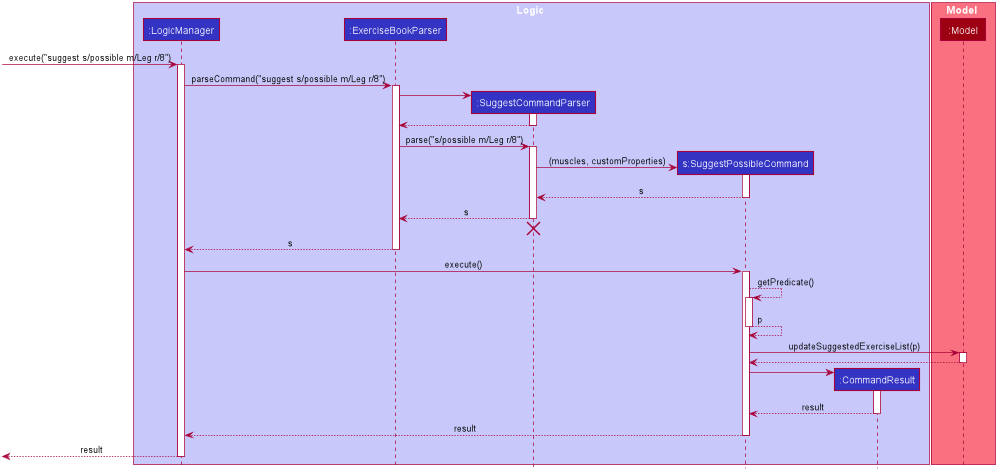 Logic
Model
:LogicManager
:ExerciseBookParser
:Model
execute("suggest s/possible m/Leg r/8")
parseCommand("suggest s/possible m/Leg r/8")
:SuggestCommandParser
parse("s/possible m/Leg r/8")
(muscles, customProperties)
s:SuggestPossibleCommand
s
s
s
execute()
getPredicate()
p
updateSuggestedExerciseList(p)
:CommandResult
result
result
result